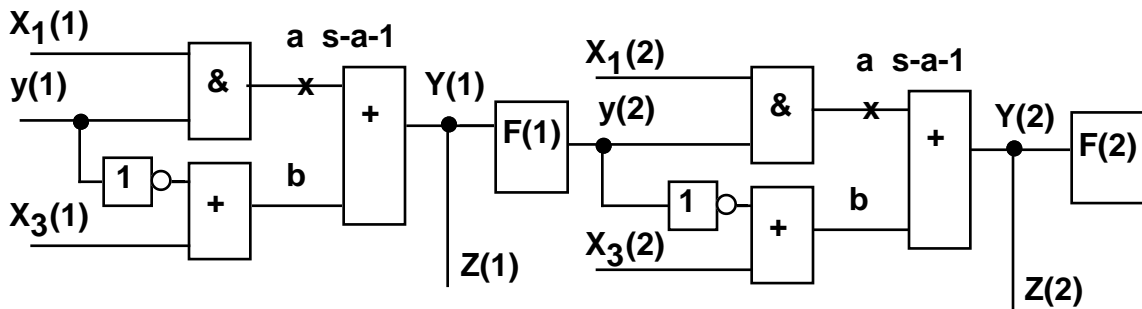 X1(1)
a s-a-1
y(1)
&
x
+
Y(1)
F(1)
1
+
b
X3(1)
Z(1)
X1(2)
a s-a-1
y(2)
&
x
+
Y(2)
F(2)
1
+
b
X3(2)
Z(2)